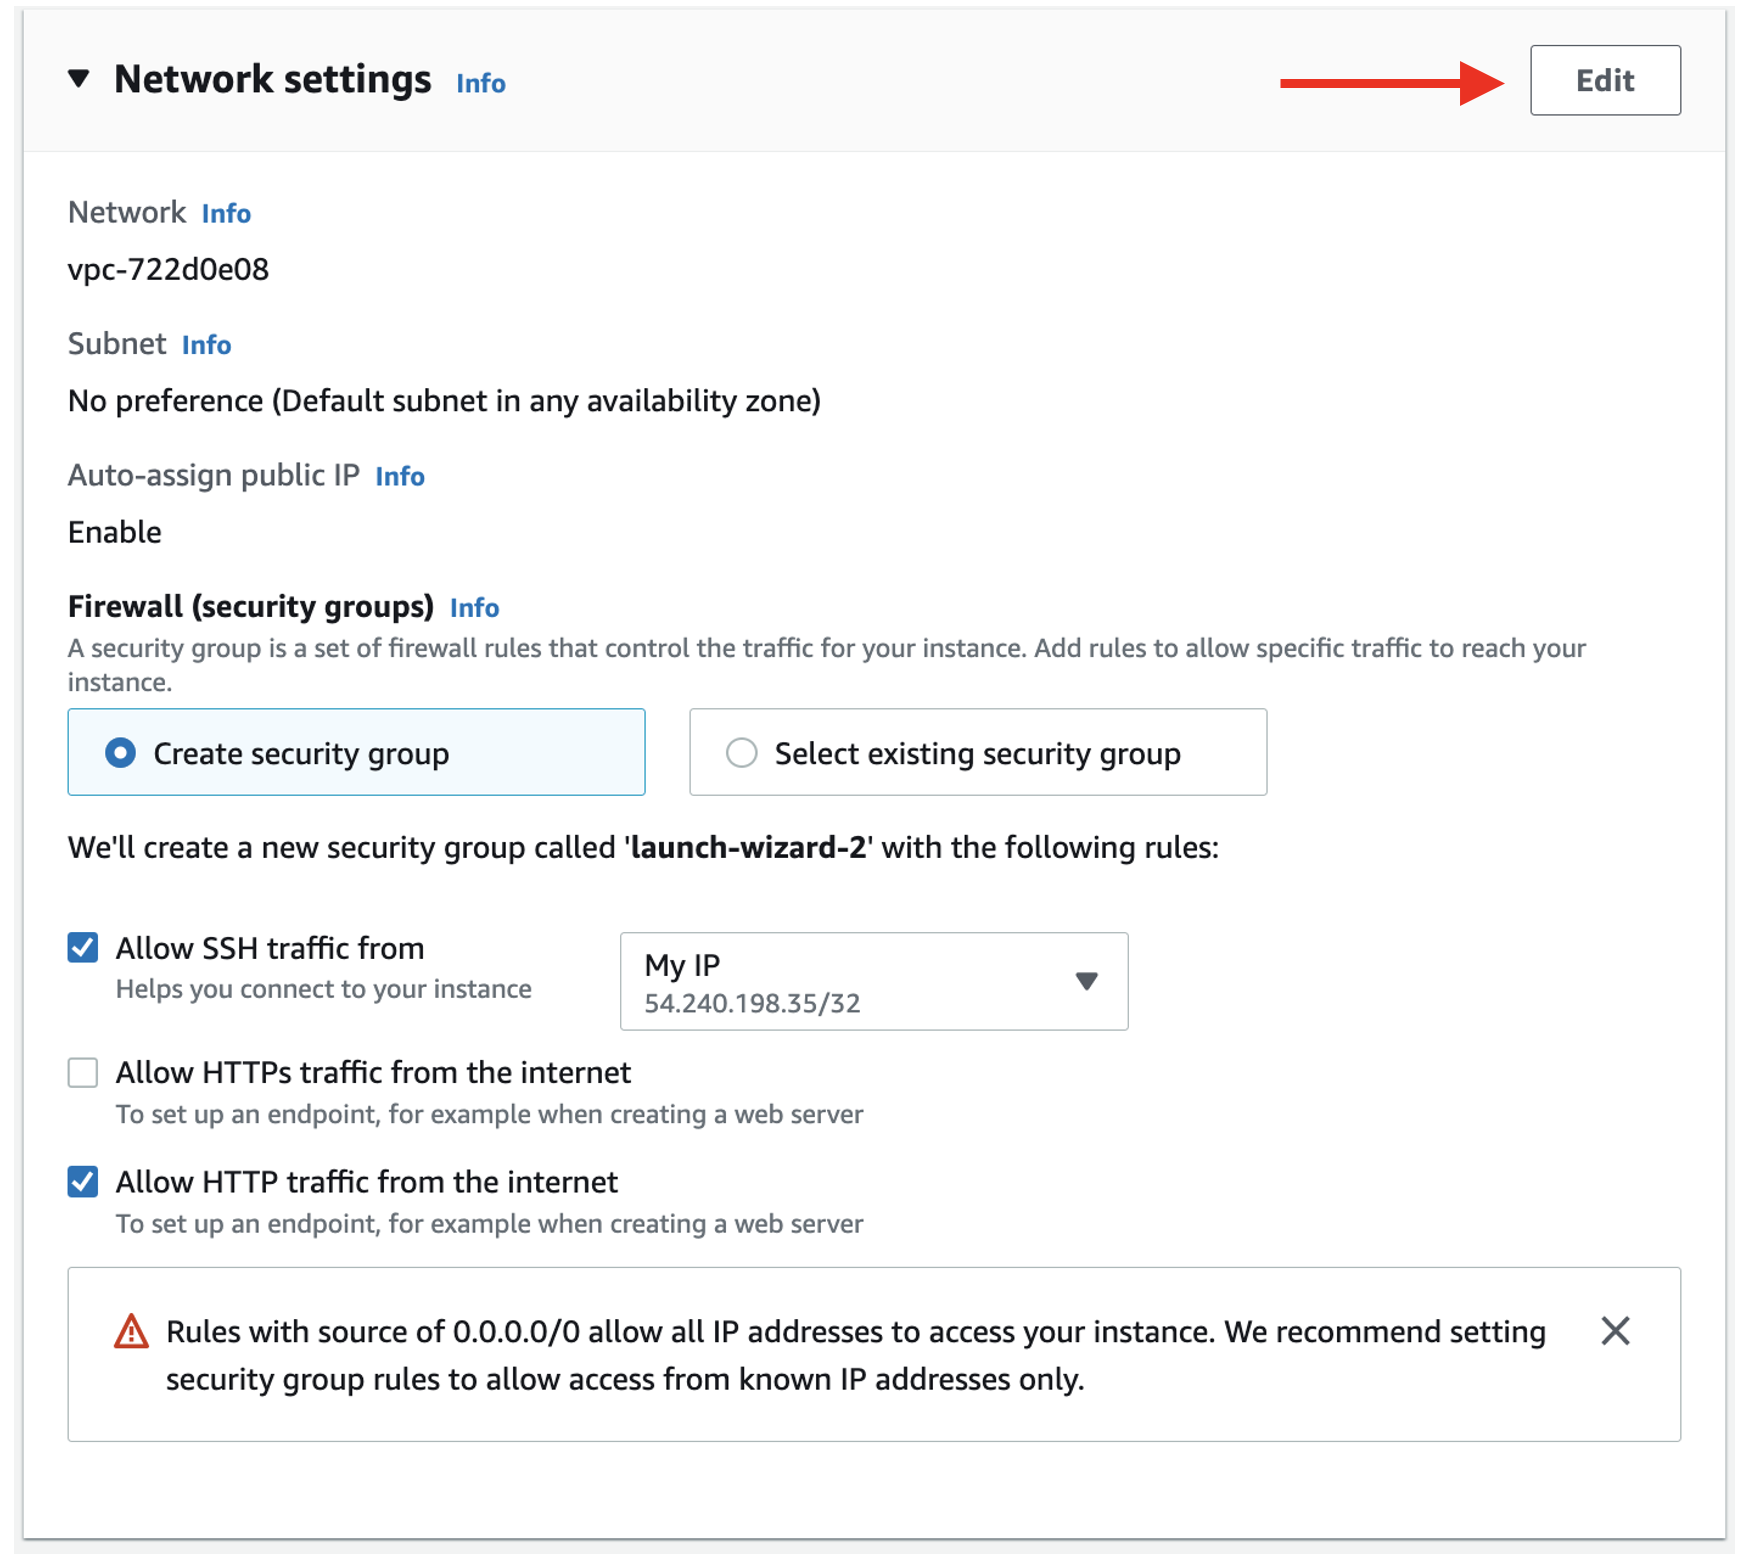 Network settings Info
Edit
Network Info
vpc-722d0e08
Subnet Info
No preference (Default subnet in any availability zone)
Auto-assign public IP Info
Enable
Firewall (security groups) Info
A security group is a set of firewall rules that control the traffic for your instance. Add rules to allow specific traffic to reach your
instance.
Create security group
Select existing security group
We'll create a new security group called 'launch-wizard-2' with the following rules:
Allow SSH traffic from
Helps you connect to your instance
My IP
54.240.198.35/32
Allow HTTPs traffic from the internet
To set up an endpoint, for example when creating a web server
Allow HTTP traffic from the internet
To set up an endpoint, for example when creating a web server
Rules with source of 0.0.0.0/0 allow all IP addresses to access your instance. We recommend setting
security group rules to allow access from known IP addresses only.